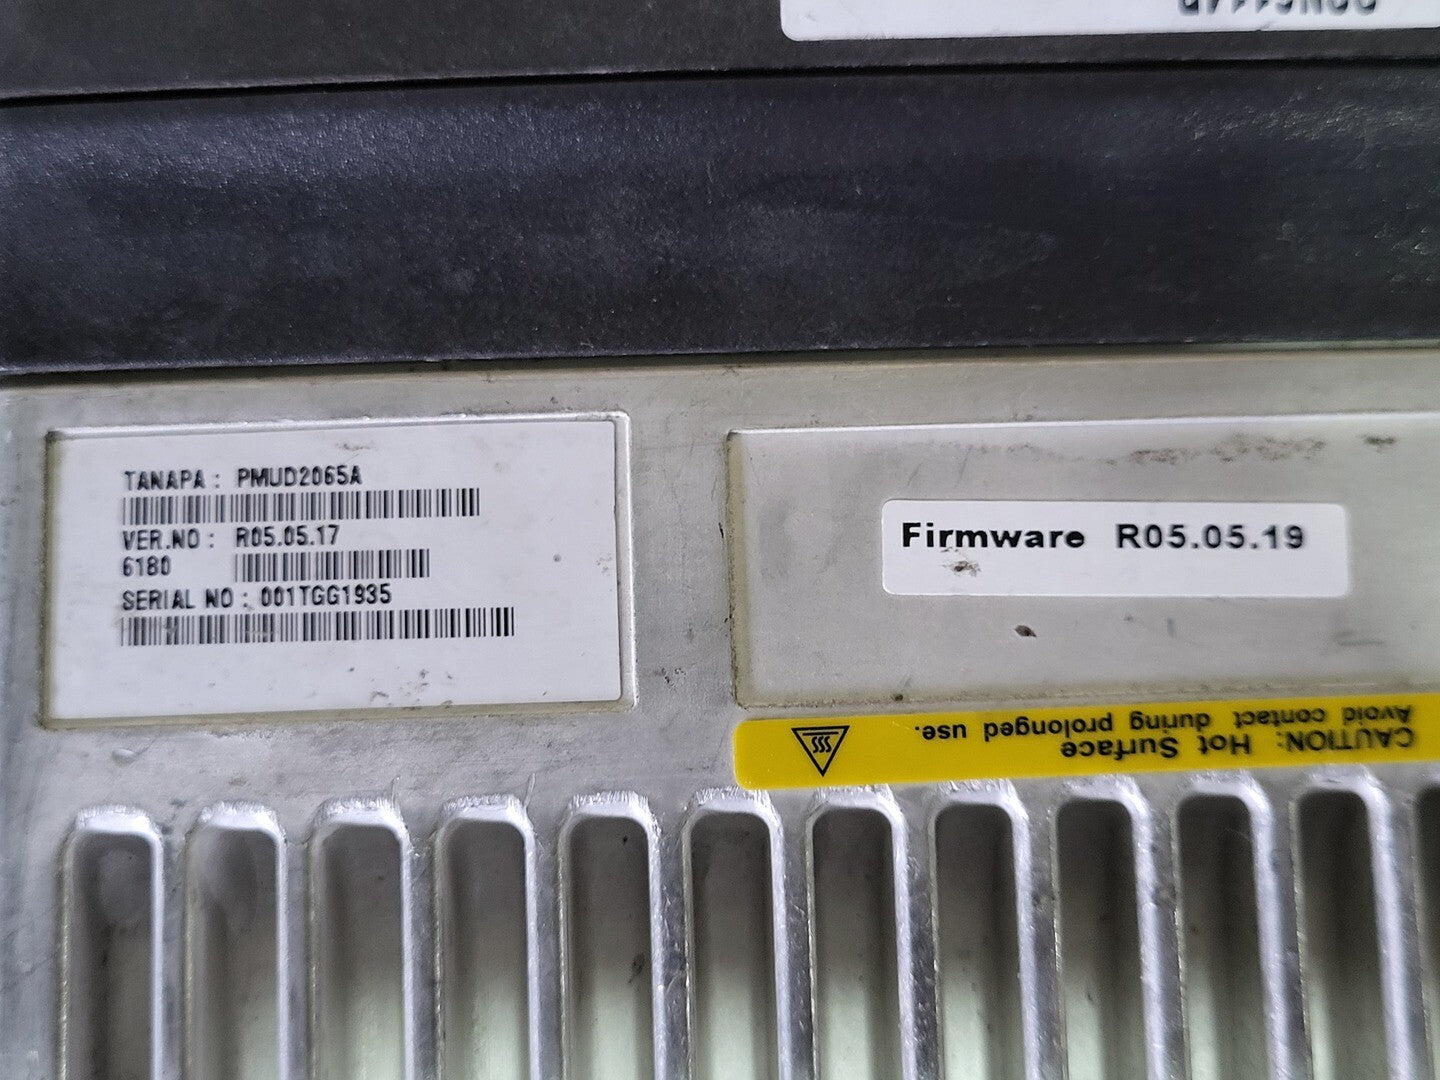 TANAPA: PMUD2065A
VER.NO: R05.05.17
6180
SERIAL NO: 001TGG1935
Firmware R05.05.19
CAUTION: Hot Surface
Avoid contact during prolonged use.